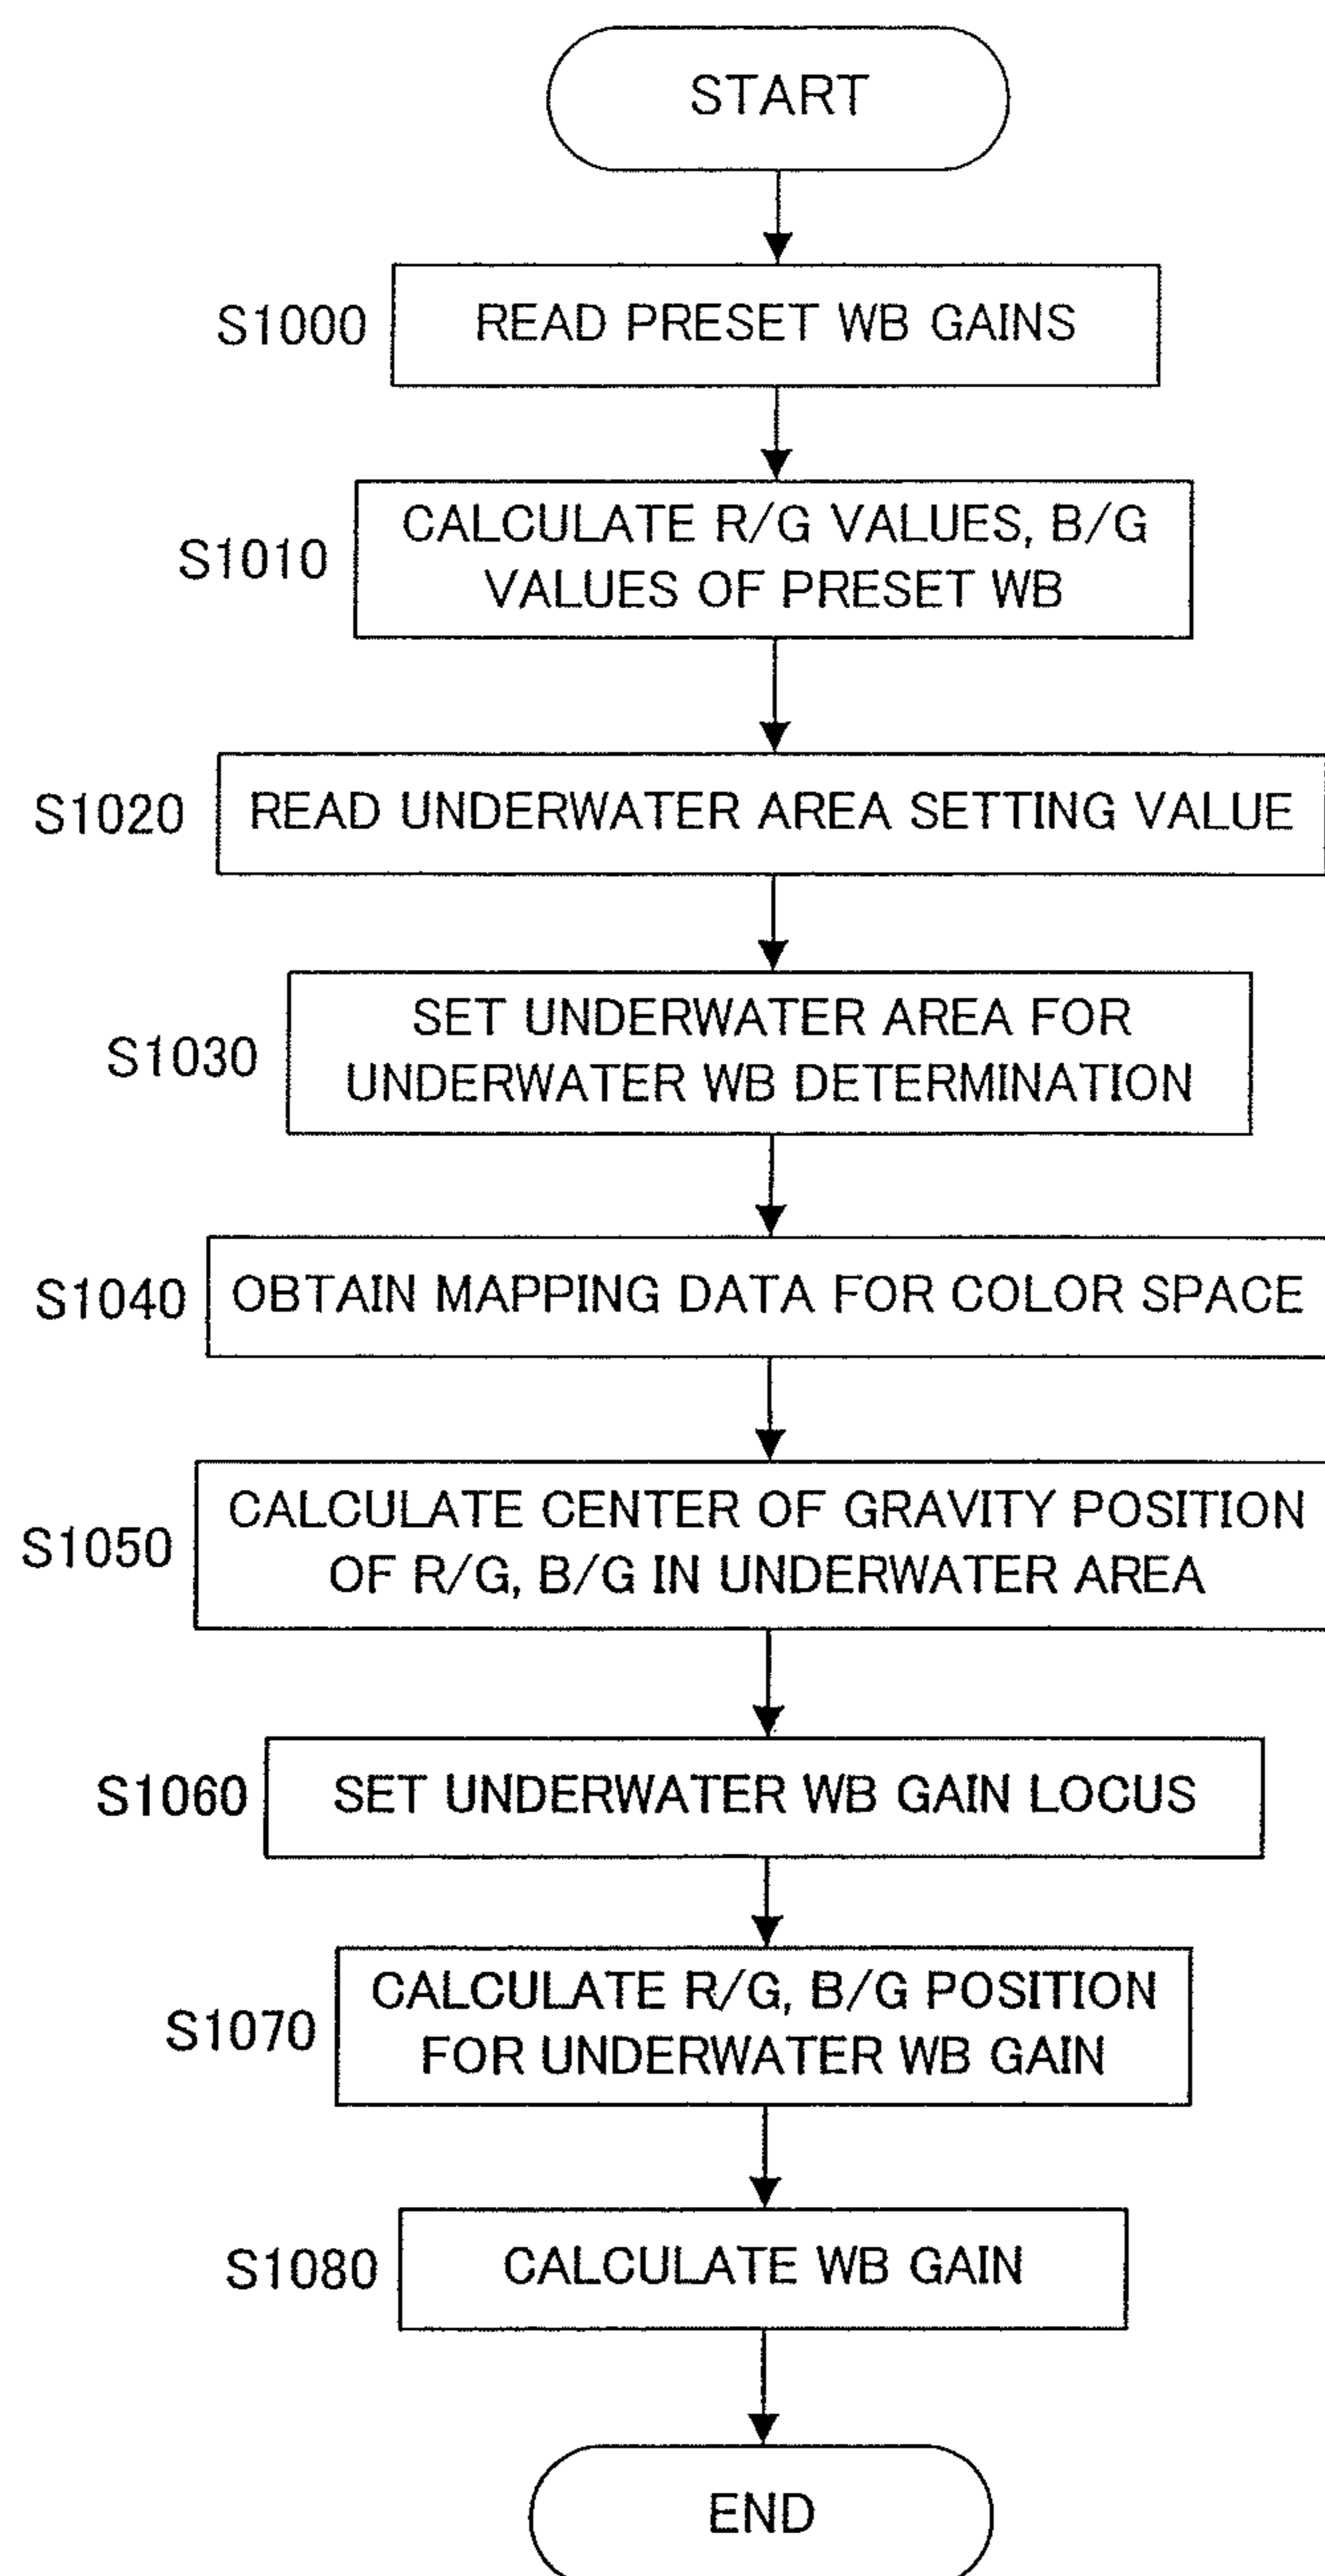 START
S1000
READ PRESET WB GAINS
S1010
CALCULATE R/G VALUES, B/G
VALUES OF PRESET WB
S1020
READ UNDERWATER AREA SETTING VALUE
S1030
SET UNDERWATER AREA FOR
UNDERWATER WB DETERMINATION
S1040
OBTAIN MAPPING DATA FOR COLOR SPACE
S1050
CALCULATE CENTER OF GRAVITY POSITION
OF R/G, B/G IN UNDERWATER AREA
S1060
SET UNDERWATER WB GAIN LOCUS
S1070
CALCULATE R/G, B/G POSITION
FOR UNDERWATER WB GAIN
S1080
CALCULATE WB GAIN
END